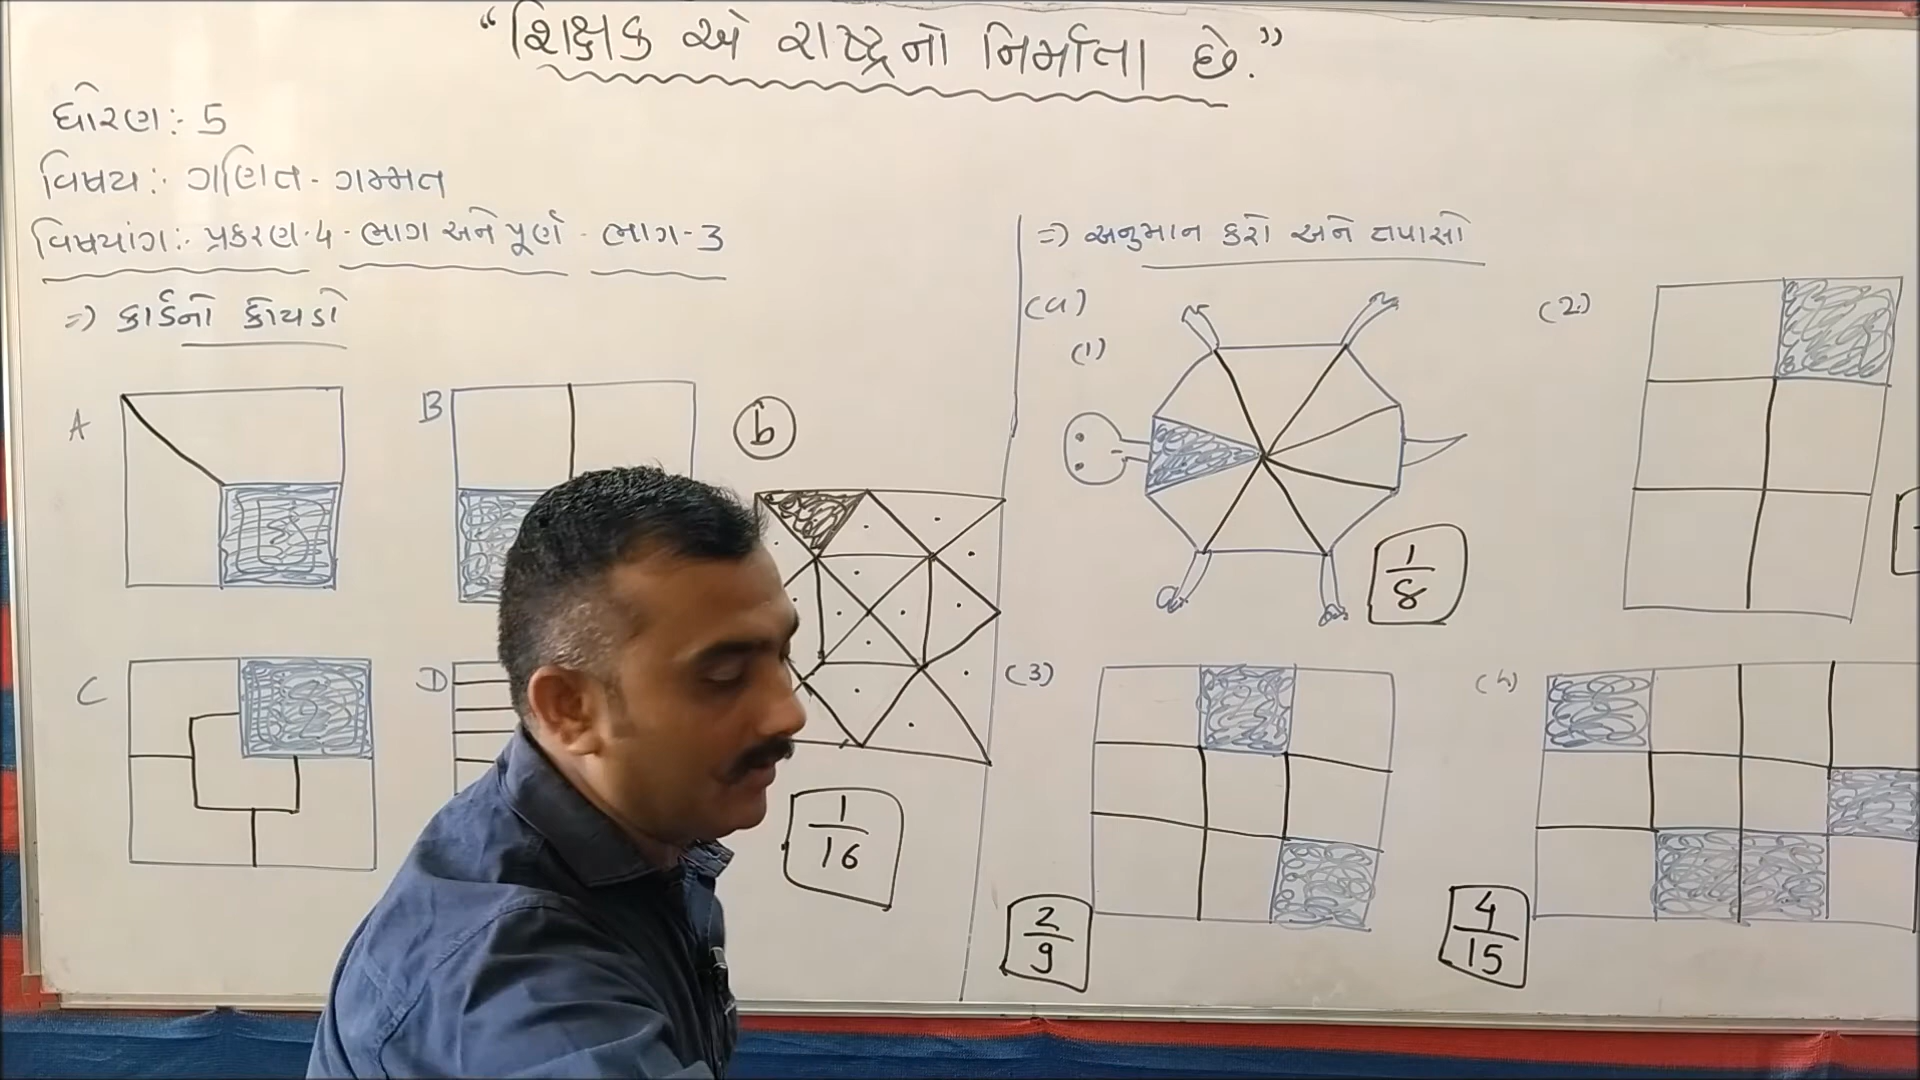 “શિક્ષક એ રાષ્ટ્રનો નિર્માતા છે.”
ધોરણ:- 5
વિષય:- ગણિત - ગમ્મત
વિષયાંગ:- પ્રકરણ-4 - ભાગ અને પૂર્ણ - ભાગ-3
⇒ કાર્ડનો કોયડો
A
B
b
C
D
1/16
⇒ અનુમાન કરો અને તપાસો
(a)
(1)
1/8
(2)
(3)
2/9
(4)
4/15